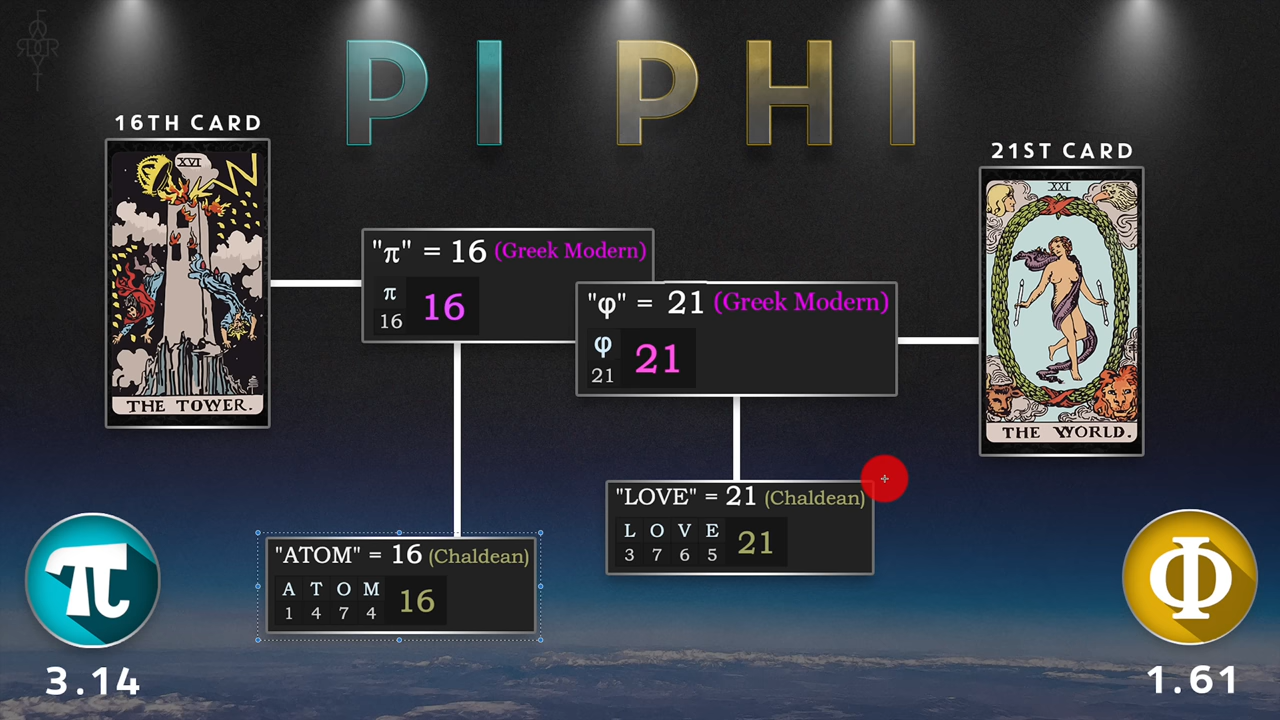 PI PHI
16TH CARD
XVI
THE TOWER.
21ST CARD
XXI
THE WORLD.
"π" = 16 (Greek Modern)
π 16
16
"φ" = 21 (Greek Modern)
φ 21
21
"LOVE" = 21 (Chaldean)
L O V E 21
3 7 6 5
"ATOM" = 16 (Chaldean)
A T O M 16
1 4 7 4
π
3.14
Φ
1.61